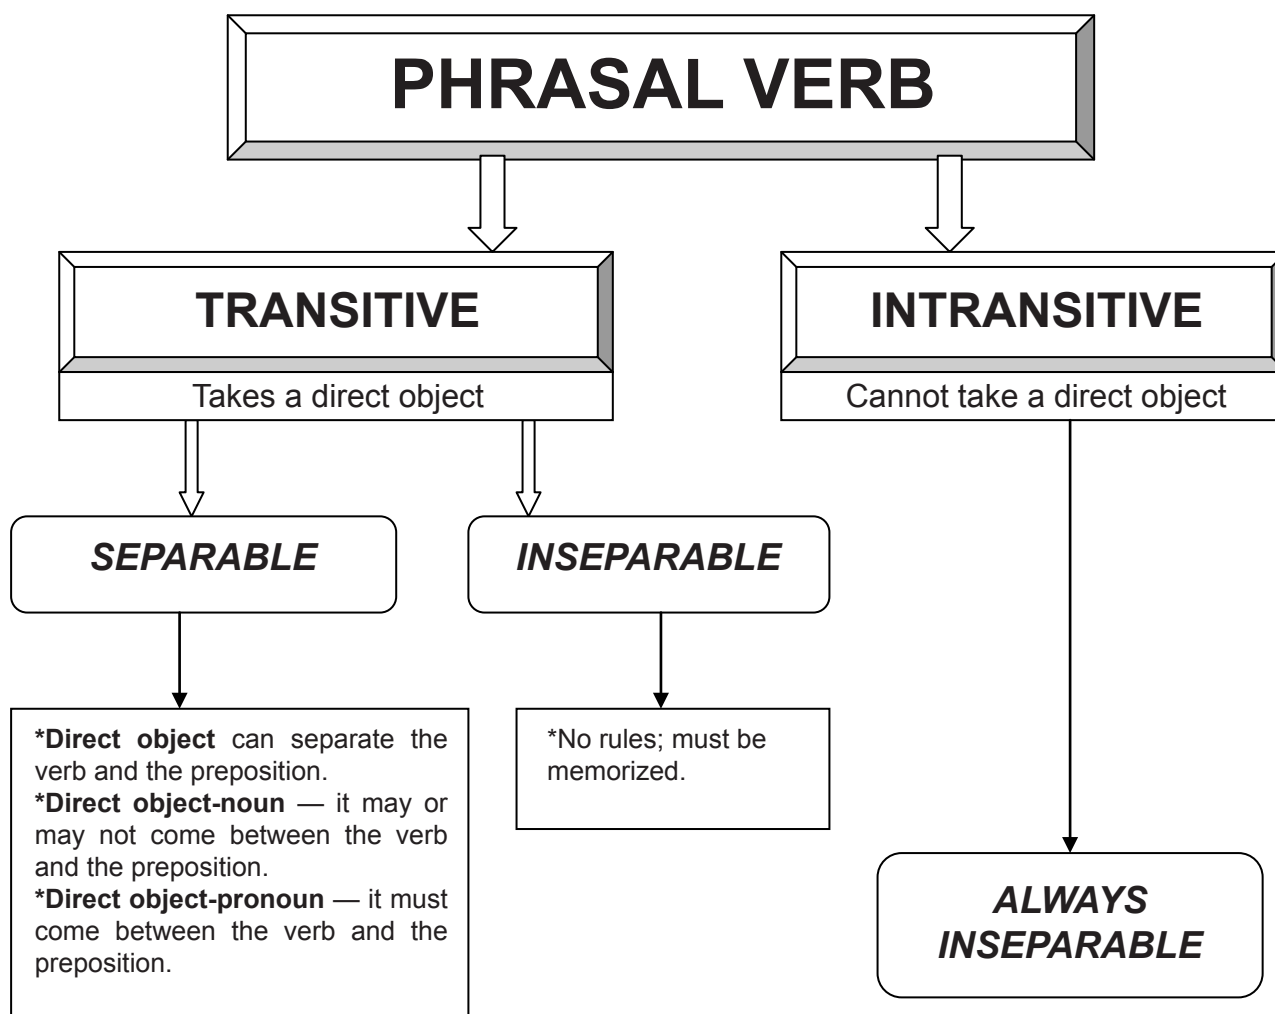 PHRASAL VERB
TRANSITIVE
Takes a direct object
INTRANSITIVE
Cannot take a direct object
SEPARABLE
INSEPARABLE
*Direct object can separate the
verb and the preposition.
*Direct object-noun — it may or
may not come between the verb
and the preposition.
*Direct object-pronoun — it must
come between the verb and the
preposition.
*No rules; must be
memorized.
ALWAYS
INSEPARABLE